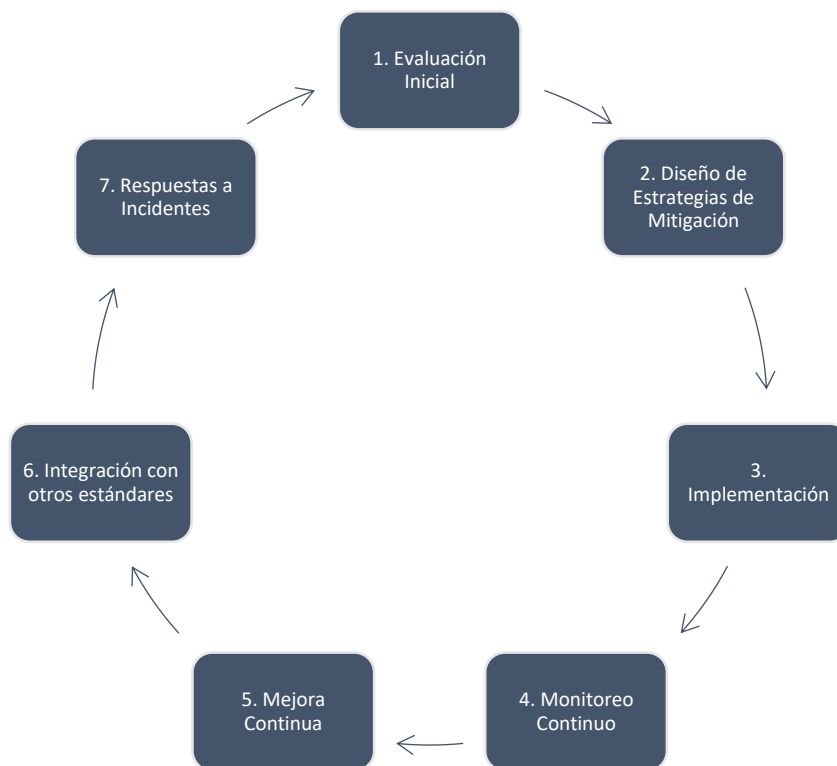 1. Evaluación
Inicial
2. Diseño de
Estrategias de
Mitigación
3.
Implementación
4. Monitoreo
Continuo
5. Mejora
Continua
6. Integración con
otros estándares
7. Respuestas a
Incidentes